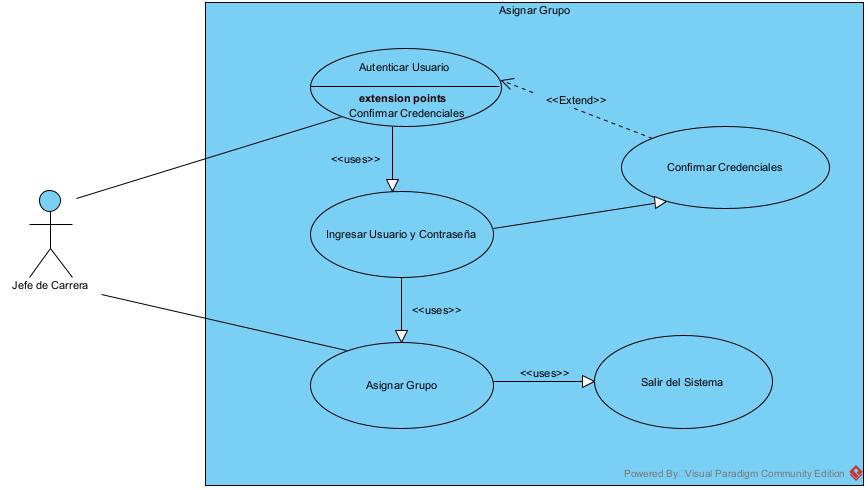 Asignar Grupo
Autenticar Usuario
extension points
Confirmar Credenciales
<<Extend>>
<<uses>>
Confirmar Credenciales
Ingresar Usuario y Contraseña
Jefe de Carrera
<<uses>>
Asignar Grupo
<<uses>>
Salir del Sistema
Powered By Visual Paradigm Community Edition